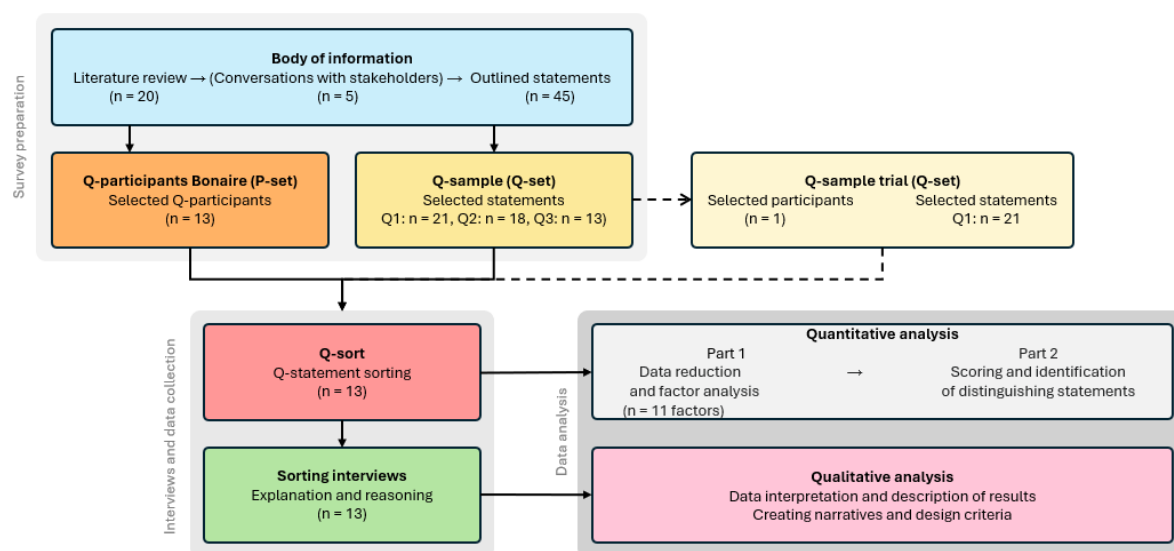 Survey preparation
Body of information
Literature review → (Conversations with stakeholders) → Outlined statements
(n = 20) (n = 5) (n = 45)
Q-participants Bonaire (P-set)
Selected Q-participants
(n = 13)
Q-sample (Q-set)
Selected statements
Q1: n = 21, Q2: n = 18, Q3: n = 13)
Q-sample trial (Q-set)
Selected participants Selected statements
(n = 1) Q1: n = 21
Interviews and data collection
Q-sort
Q-statement sorting
(n = 13)
Sorting interviews
Explanation and reasoning
(n = 13)
Data analysis
Quantitative analysis
Part 1 Part 2
Data reduction → Scoring and identification
and factor analysis of distinguishing statements
(n = 11 factors)
Qualitative analysis
Data interpretation and description of results
Creating narratives and design criteria